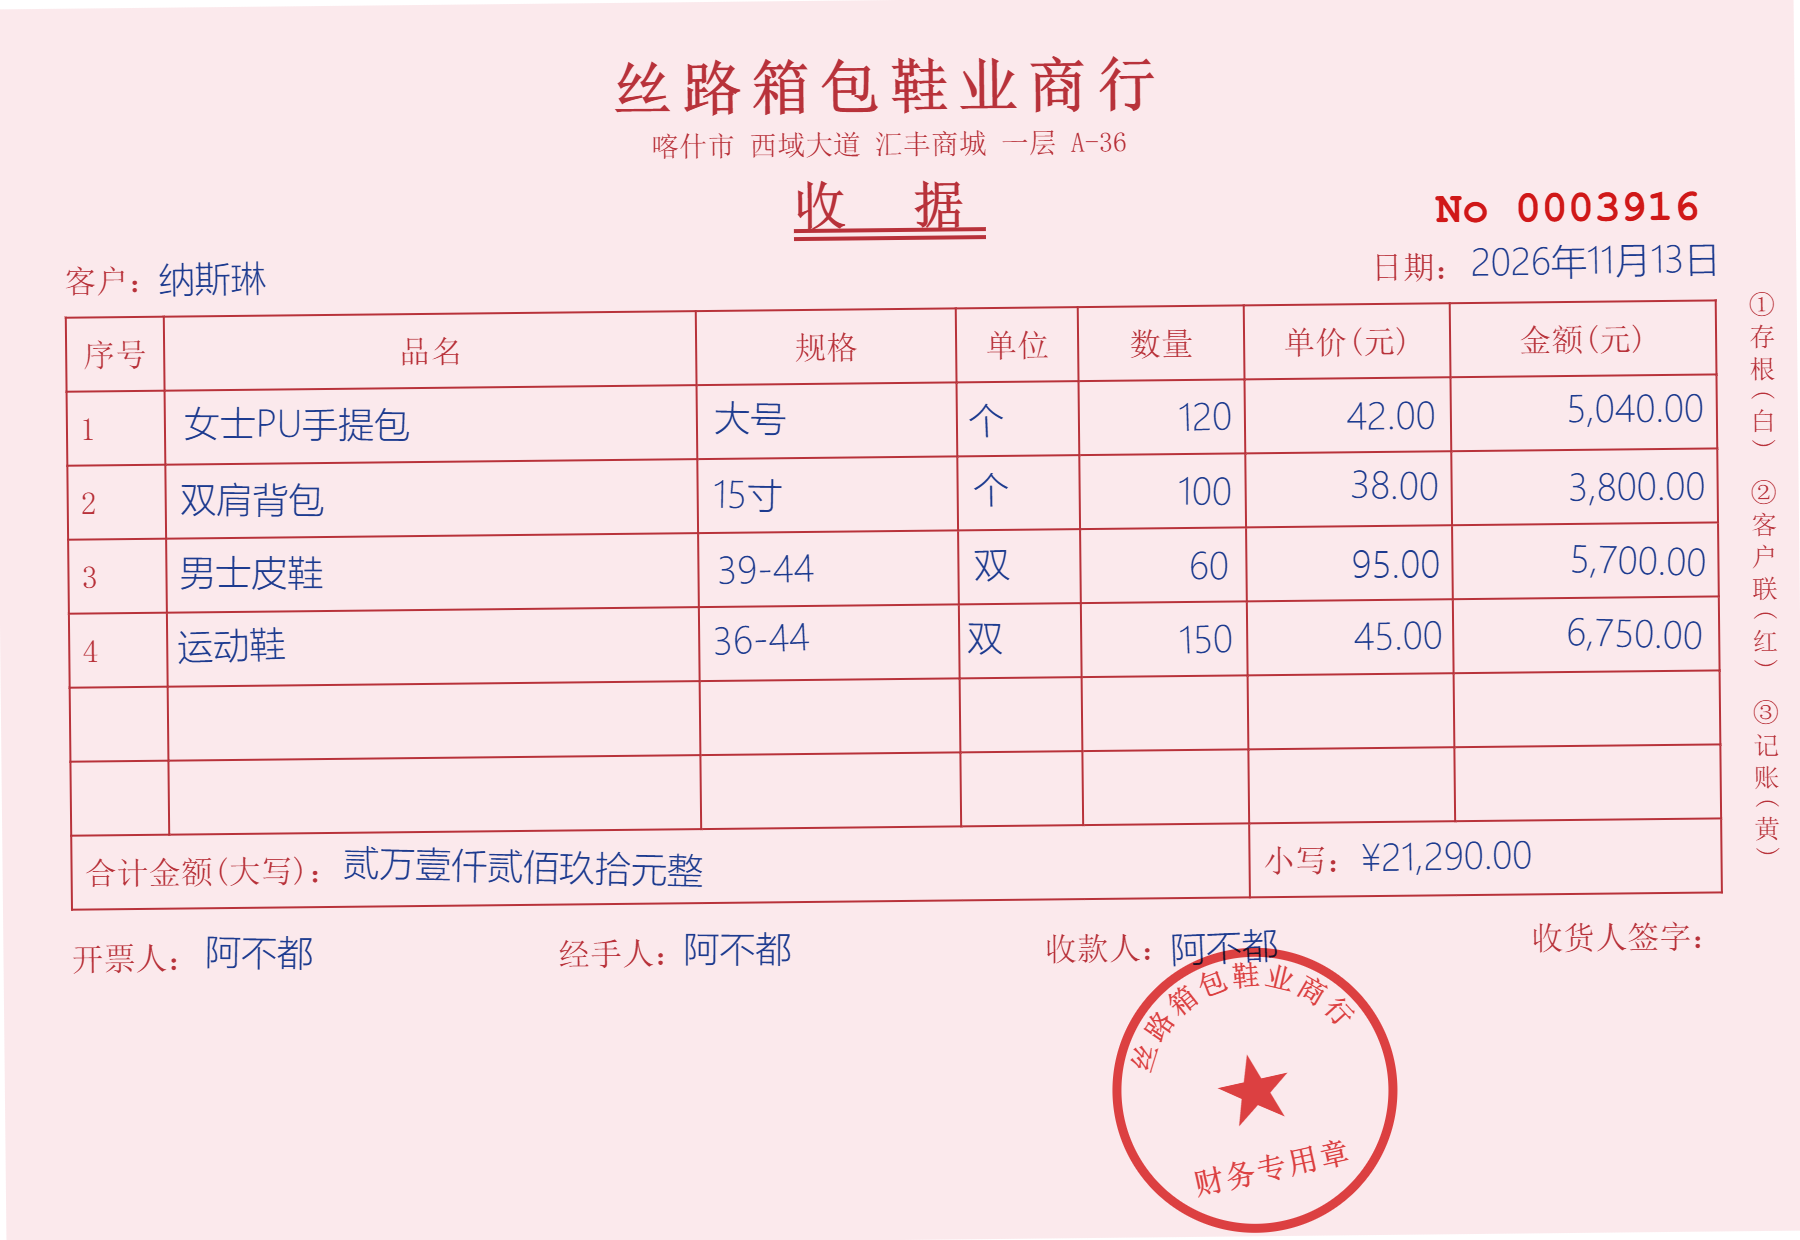 丝路箱包鞋业商行
喀什市 西域大道 汇丰商城 一层 A-36
收 据
No 0003916
客户：纳斯琳
日期：2026年11月13日
序号 品名 规格 单位 数量 单价(元) 金额(元)
1 女士PU手提包 大号 个 120 42.00 5,040.00
2 双肩背包 15寸 个 100 38.00 3,800.00
3 男士皮鞋 39-44 双 60 95.00 5,700.00
4 运动鞋 36-44 双 150 45.00 6,750.00
合计金额(大写)：贰万壹仟贰佰玖拾元整 小写：¥21,290.00
开票人：阿不都 经手人：阿不都 收款人：阿不都 收货人签字：
①存根(白) ②客户联(红) ③记账(黄)
丝路箱包鞋业商行
财务专用章